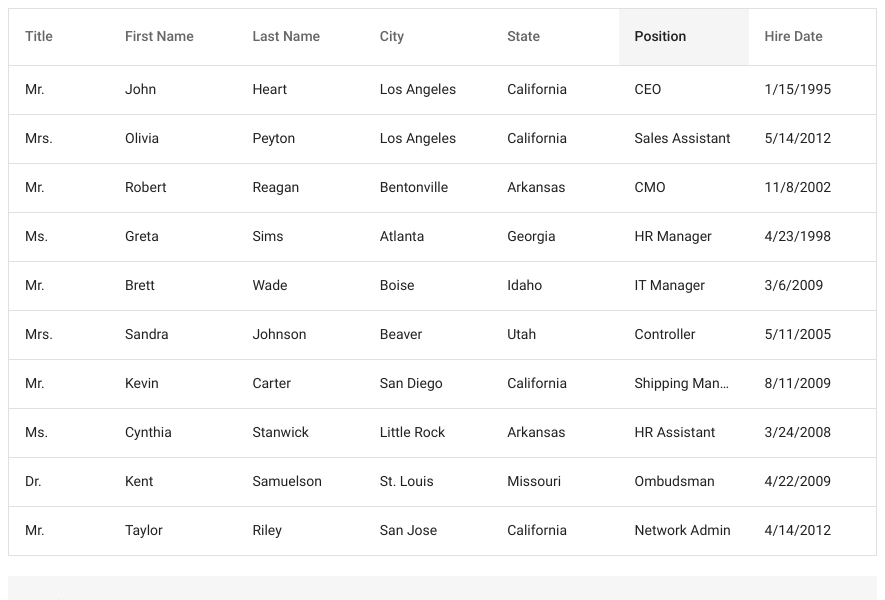 Title First Name Last Name City State Position Hire Date
Mr. John Heart Los Angeles California CEO 1/15/1995
Mrs. Olivia Peyton Los Angeles California Sales Assistant 5/14/2012
Mr. Robert Reagan Bentonville Arkansas CMO 11/8/2002
Ms. Greta Sims Atlanta Georgia HR Manager 4/23/1998
Mr. Brett Wade Boise Idaho IT Manager 3/6/2009
Mrs. Sandra Johnson Beaver Utah Controller 5/11/2005
Mr. Kevin Carter San Diego California Shipping Man... 8/11/2009
Ms. Cynthia Stanwick Little Rock Arkansas HR Assistant 3/24/2008
Dr. Kent Samuelson St. Louis Missouri Ombudsman 4/22/2009
Mr. Taylor Riley San Jose California Network Admin 4/14/2012